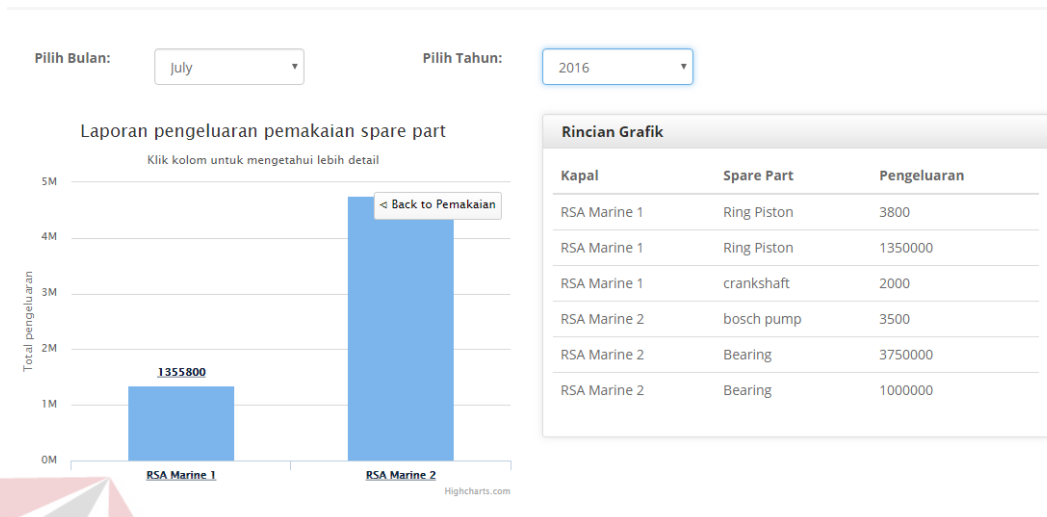 Pilih Bulan: July Pilih Tahun: 2016
Laporan pengeluaran pemakaian spare part
Klik kolom untuk mengetahui lebih detail
5M
4M
3M
2M
1M
0M
Total pengeluaran
◁ Back to Pemakaian
1355800
RSA Marine 1 RSA Marine 2
Highcharts.com
Rincian Grafik
Kapal Spare Part Pengeluaran
RSA Marine 1 Ring Piston 3800
RSA Marine 1 Ring Piston 1350000
RSA Marine 1 crankshaft 2000
RSA Marine 2 bosch pump 3500
RSA Marine 2 Bearing 3750000
RSA Marine 2 Bearing 1000000